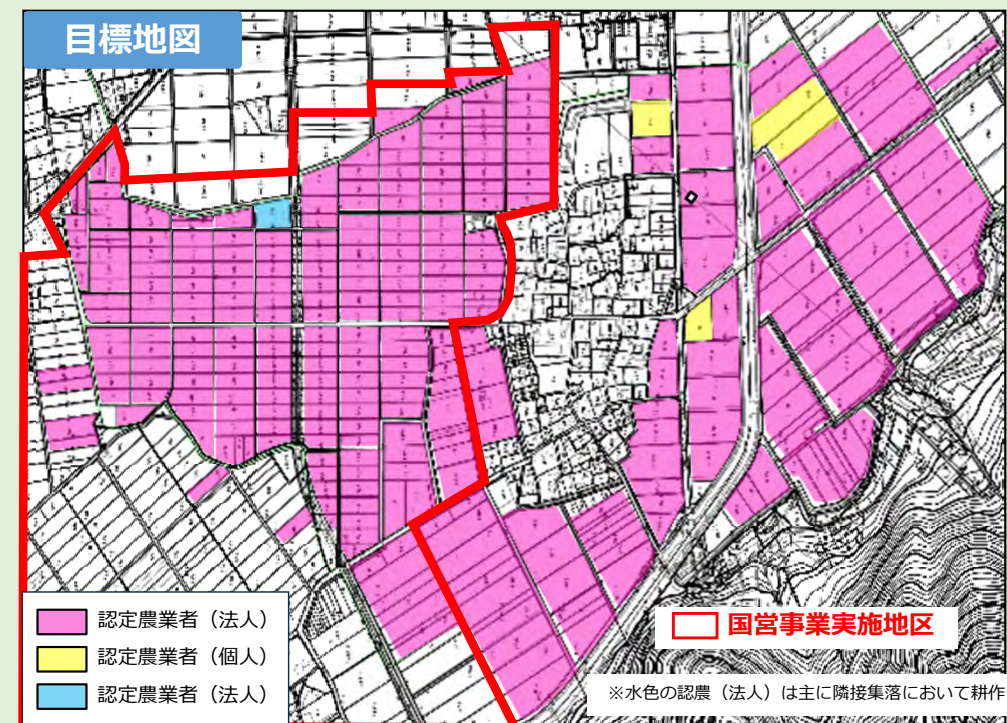 目標地図
認定農業者（法人）
認定農業者（個人）
認定農業者（法人）
国営事業実施地区
※水色の認農（法人）は主に隣接集落において耕作